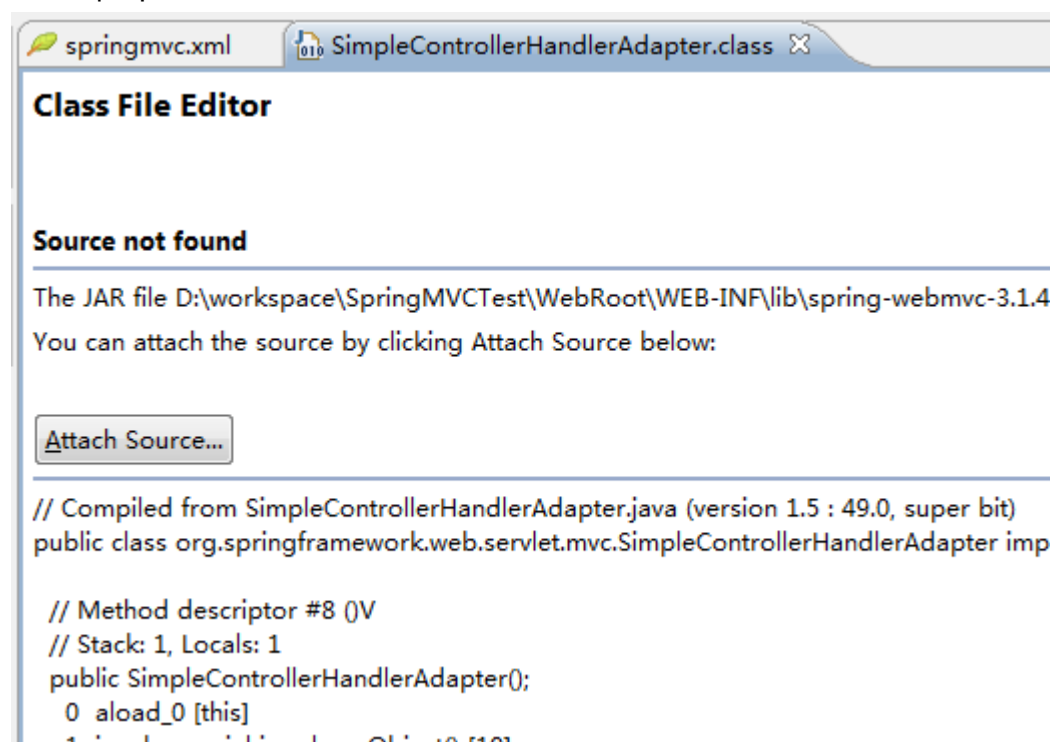 springmvc.xml SimpleControllerHandlerAdapter.class
Class File Editor
Source not found
The JAR file D:\workspace\SpringMVCTest\WebRoot\WEB-INF\lib\spring-webmvc-3.1.4
You can attach the source by clicking Attach Source below:
Attach Source...
// Compiled from SimpleControllerHandlerAdapter.java (version 1.5 : 49.0, super bit)
public class org.springframework.web.servlet.mvc.SimpleControllerHandlerAdapter imp
// Method descriptor #8 ()V
// Stack: 1, Locals: 1
public SimpleControllerHandlerAdapter();
0 aload_0 [this]